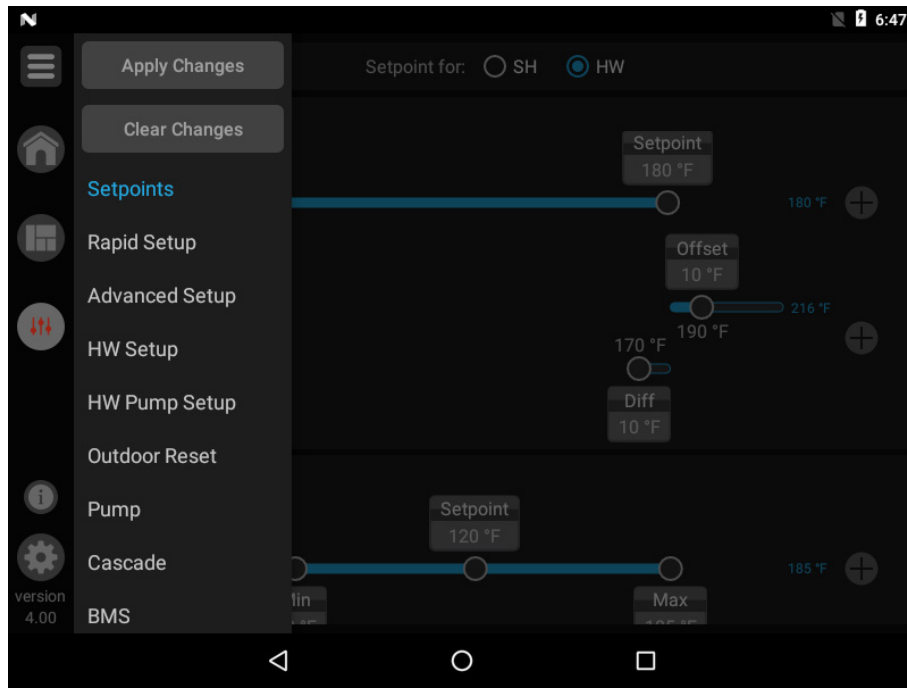 6:47
Apply Changes
Setpoint for: SH HW
Clear Changes
Setpoint
180 °F
Setpoints
180 °F
Rapid Setup
Offset
10 °F
Advanced Setup
216 °F
190 °F
170 °F
HW Setup
Diff
10 °F
HW Pump Setup
Outdoor Reset
Pump
Setpoint
120 °F
Cascade
185 °F
version
4.00
Max
BMS